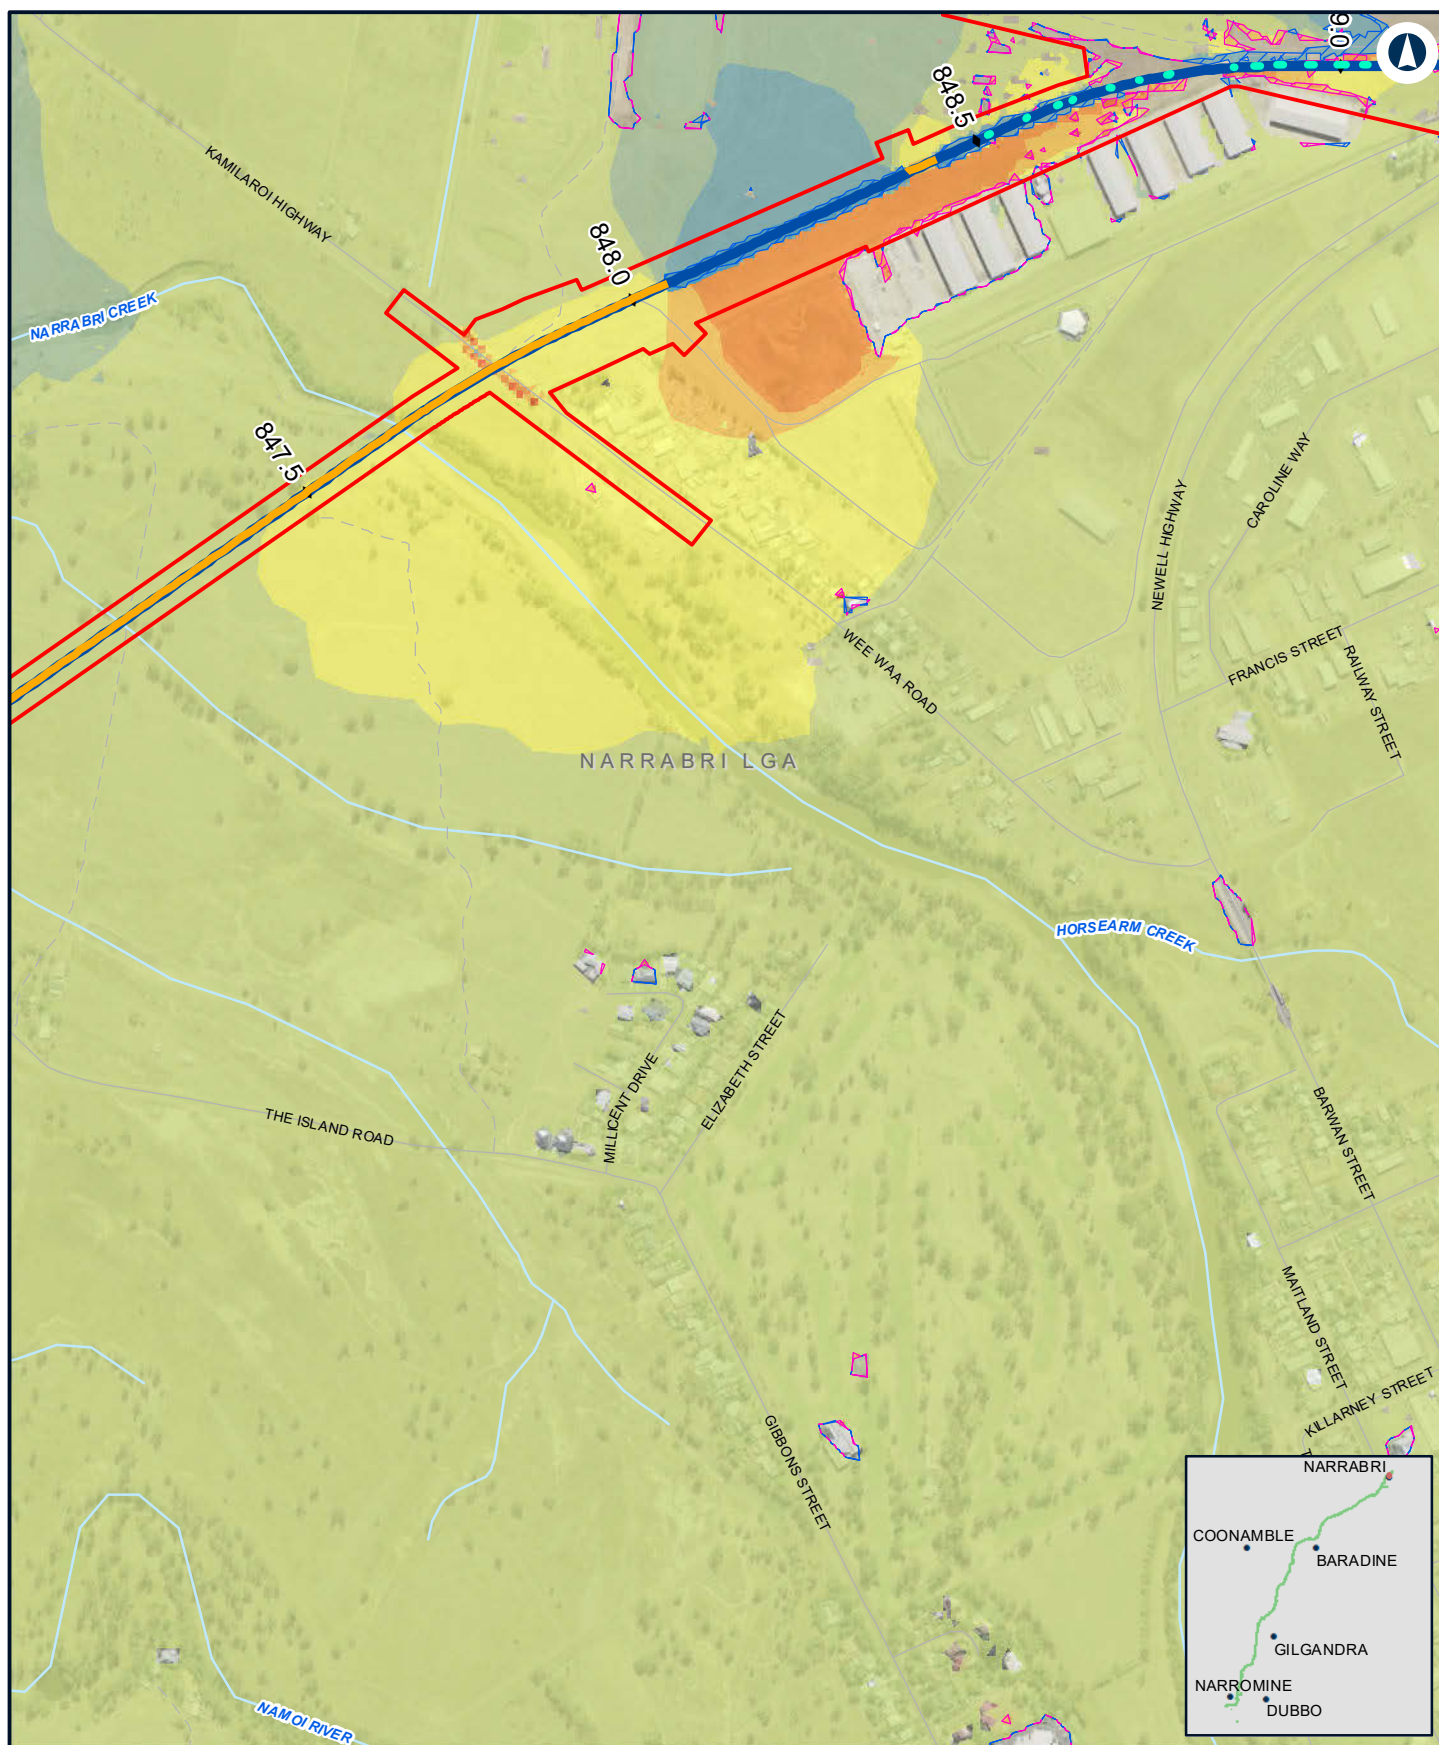 9.0
848.5
KAMILAROI HIGHWAY
848.0
NARRABRI CREEK
847.5
CAROLINE WAY
NEWELL HIGHWAY
FRANCIS STREET
WEE WAA ROAD
RAILWAY STREET
NARRABRI LGA
HORSEARM CREEK
ELIZABETH STREET
MILLICENT DRIVE
THE ISLAND ROAD
BARWAN STREET
MAITLAND STREET
KILLARNEY STREET
GIBBONS STREET
T
NARRABRI
COONAMBLE
BARADINE
GILGANDRA
NARROMINE
DUBBO
NAMOI RIVER